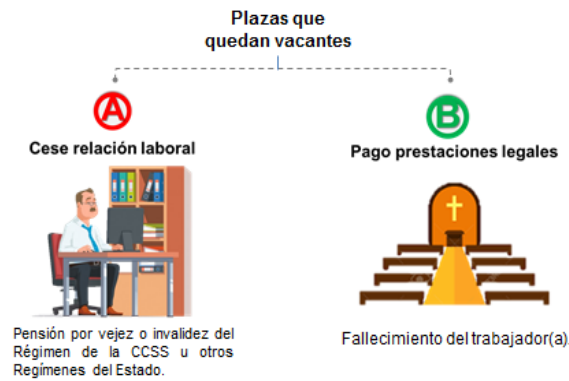 Plazas que
quedan vacantes
A
Cese relación laboral
Pensión por vejez o invalidez del
Régimen de la CCSS u otros
Regímenes del Estado.
B
Pago prestaciones legales
Fallecimiento del trabajador(a)